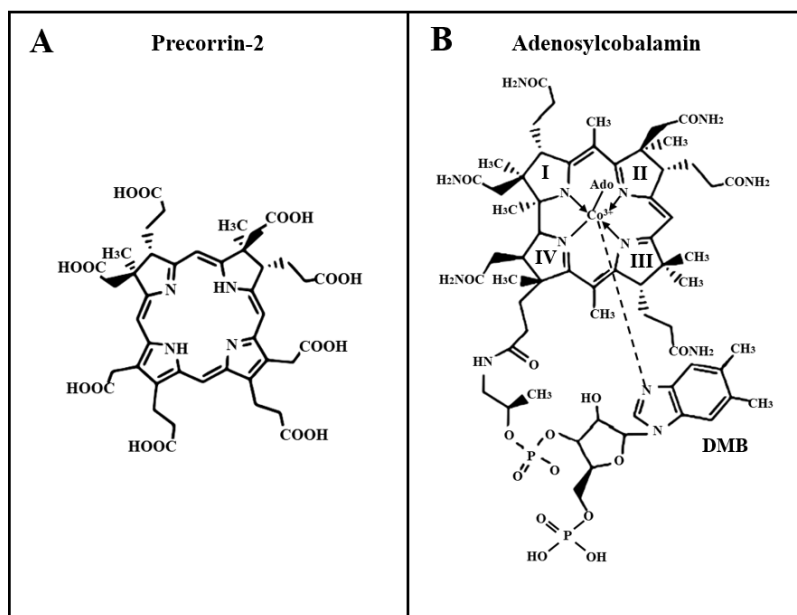 A
Precorrin-2
HOOC
H3C
COOH
H3C
HOOC
COOH
N
HN
NH
N
COOH
HOOC
COOH
HOOC
B
Adenosylcobalamin
H2NOC
CH3
CONH2
CH3
H3C
I
II
H2NOC
CONH2
Ado
N
N
H3C
Co3+
N
N
IV
III
CH3
H2NOC
H3C
CH3
CH3
CONH2
O
HN
CH3
CH3
N
CH3
HO
N
DMB
O
O
P
O
O
O
O
O
P
HO
OH